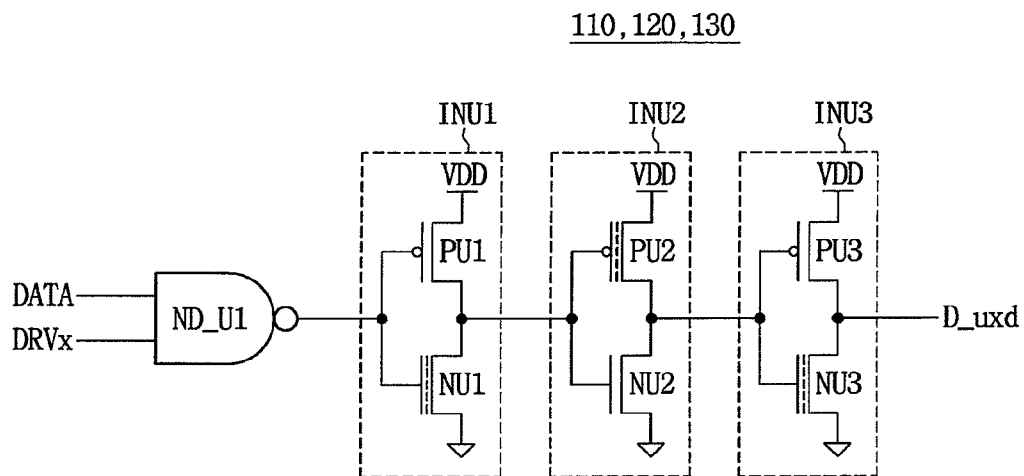 110,120,130
INU1 INU2 INU3
VDD VDD VDD
PU1 PU2 PU3
DATA
ND_U1 D_uxd
DRVx
NU1 NU2 NU3